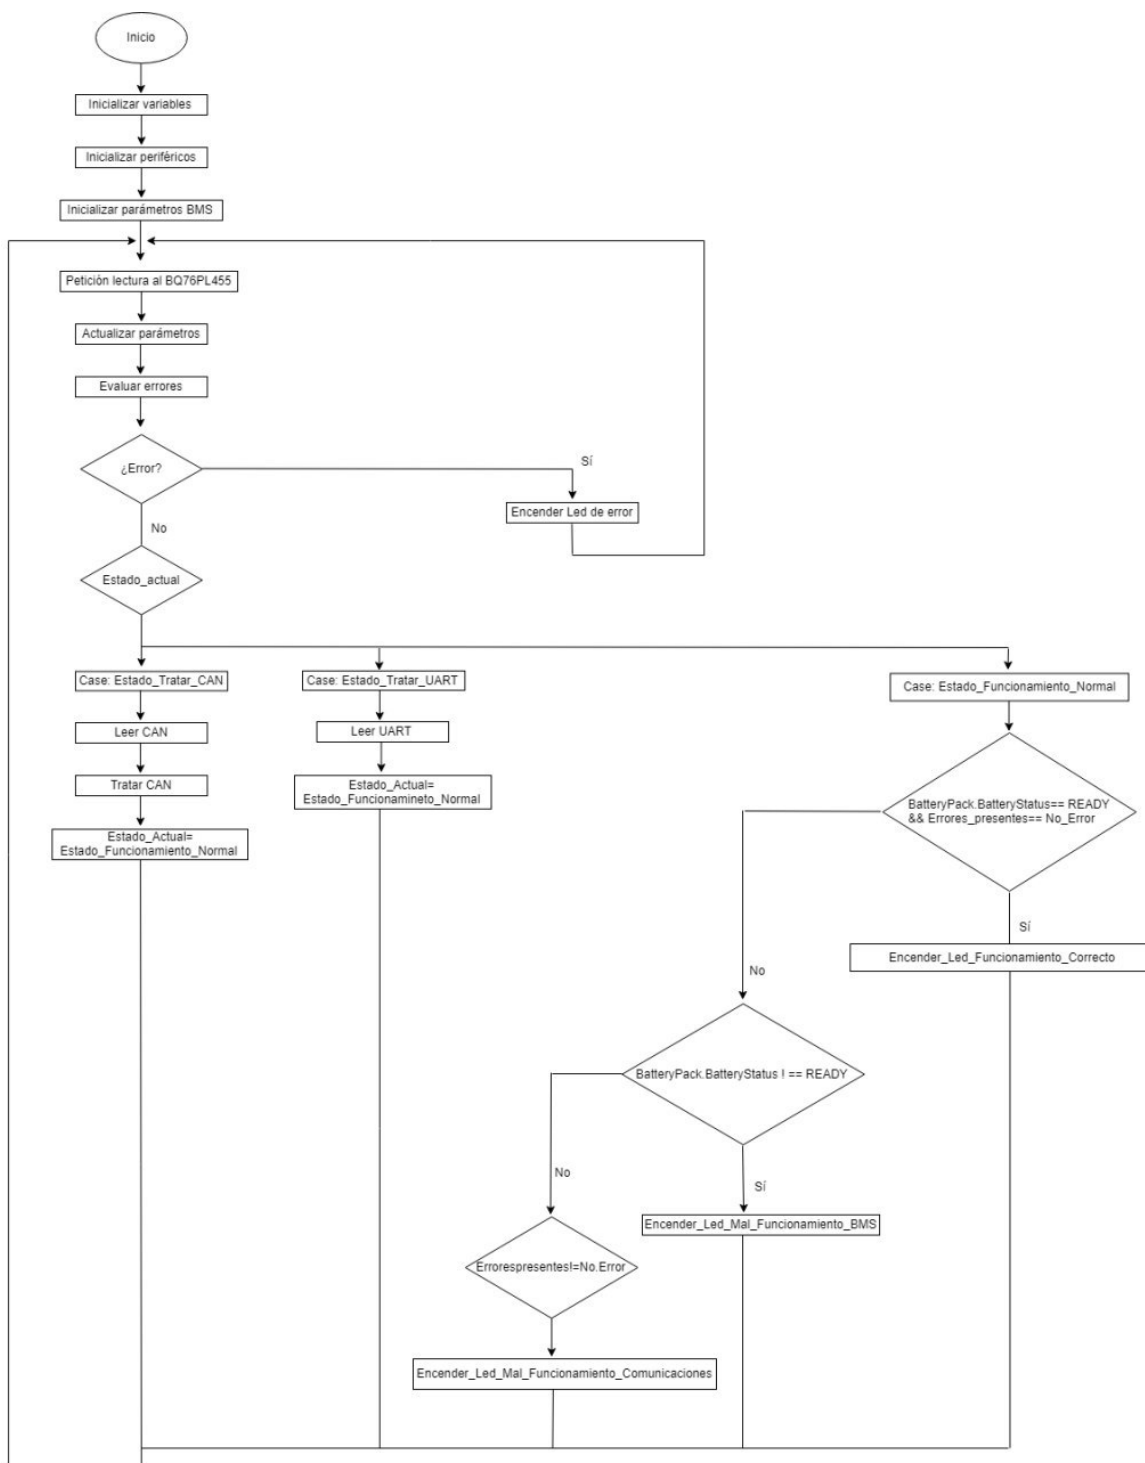 Inicio
Inicializar variables
Inicializar periféricos
Inicializar parámetros BMS
Petición lectura al BQ76PL455
Actualizar parámetros
Evaluar errores
¿Error?
Sí
Encender Led de error
No
Estado_actual
Case: Estado_Tratar_CAN
Leer CAN
Tratar CAN
Estado_Actual=
Estado_Funcionamiento_Normal
Case: Estado_Tratar_UART
Leer UART
Estado_Actual=
Estado_Funcionamineto_Normal
Case: Estado_Funcionamiento_Normal
BatteryPack.BatteryStatus== READY
&& Errores_presentes== No_Error
Sí
Encender_Led_Funcionamiento_Correcto
No
BatteryPack.BatteryStatus ! == READY
Sí
Encender_Led_Mal_Funcionamiento_BMS
No
Errorespresentes!=No.Error
Encender_Led_Mal_Funcionamiento_Comunicaciones